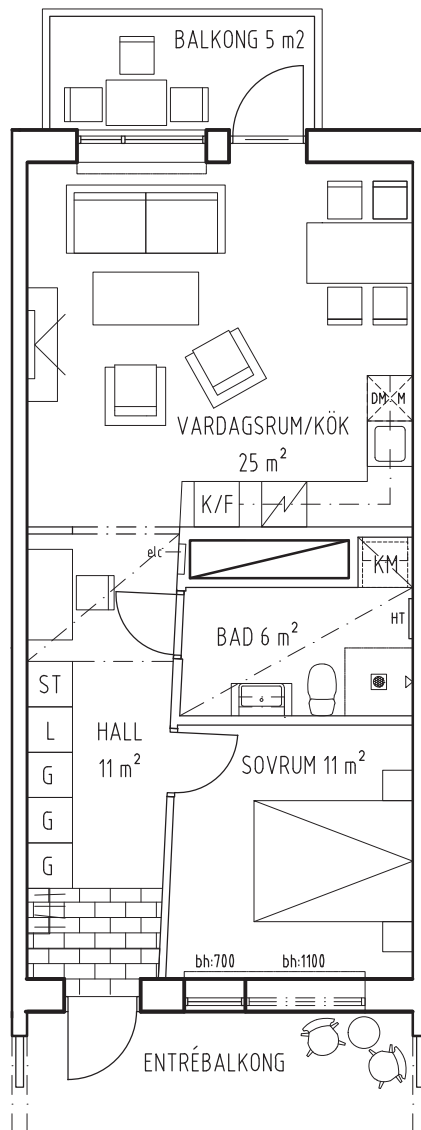 BALKONG 5 m2
DM M
VARDAGSRUM/KÖK
25 m²
K/F
elc
KM
HT
BAD 6 m²
ST
L
G
G
G
HALL
11 m²
SOVRUM 11 m²
bh:700
bh:1100
ENTRÉBALKONG